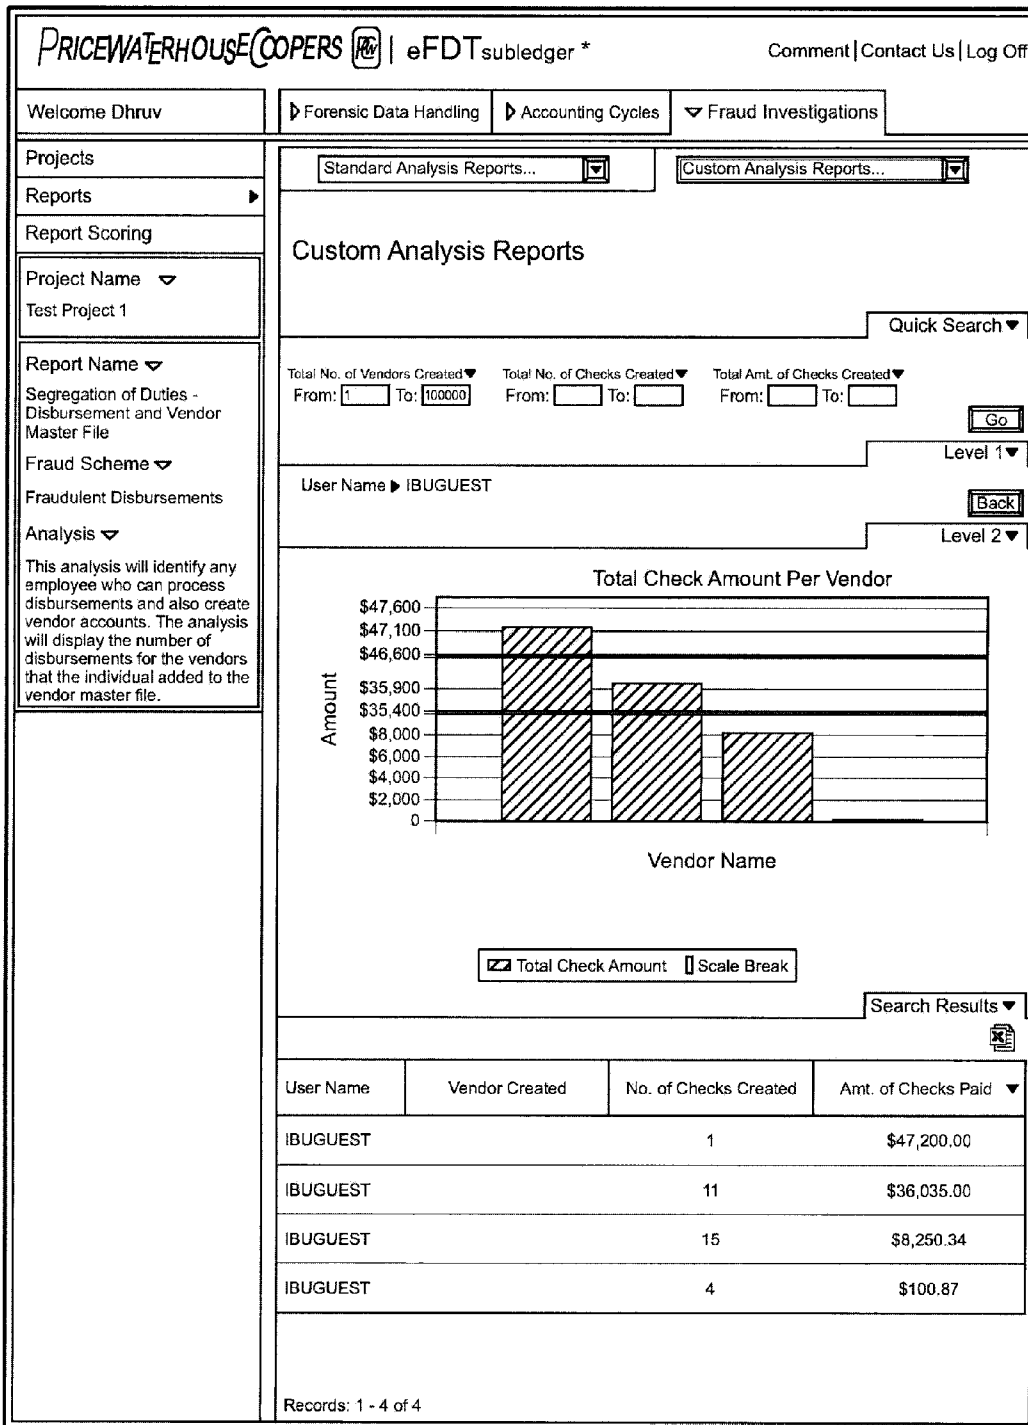 PRICEWATERHOUSECOOPERS PwC | eFDTsubledger *
Comment | Contact Us | Log Off
Welcome Dhruv
Forensic Data Handling
Accounting Cycles
Fraud Investigations
Projects
Reports
Report Scoring
Project Name
Test Project 1
Report Name
Segregation of Duties -
Disbursement and Vendor
Master File
Fraud Scheme
Fraudulent Disbursements
Analysis
This analysis will identify any
employee who can process
disbursements and also create
vendor accounts. The analysis
will display the number of
disbursements for the vendors
that the individual added to the
vendor master file.
Standard Analysis Reports...
Custom Analysis Reports...
Custom Analysis Reports
Quick Search
Total No. of Vendors Created Total No. of Checks Created Total Amt. of Checks Created
From: 1 To: 100000 From: To: From: To:
Go
Level 1
User Name IBUGUEST
Back
Level 2
Total Check Amount Per Vendor
Amount
$47,600
$47,100
$46,600
$35,900
$35,400
$8,000
$6,000
$4,000
$2,000
0
Vendor Name
Total Check Amount Scale Break
Search Results
User Name Vendor Created No. of Checks Created Amt. of Checks Paid
IBUGUEST 1 $47,200.00
IBUGUEST 11 $36,035.00
IBUGUEST 15 $8,250.34
IBUGUEST 4 $100.87
Records: 1 - 4 of 4